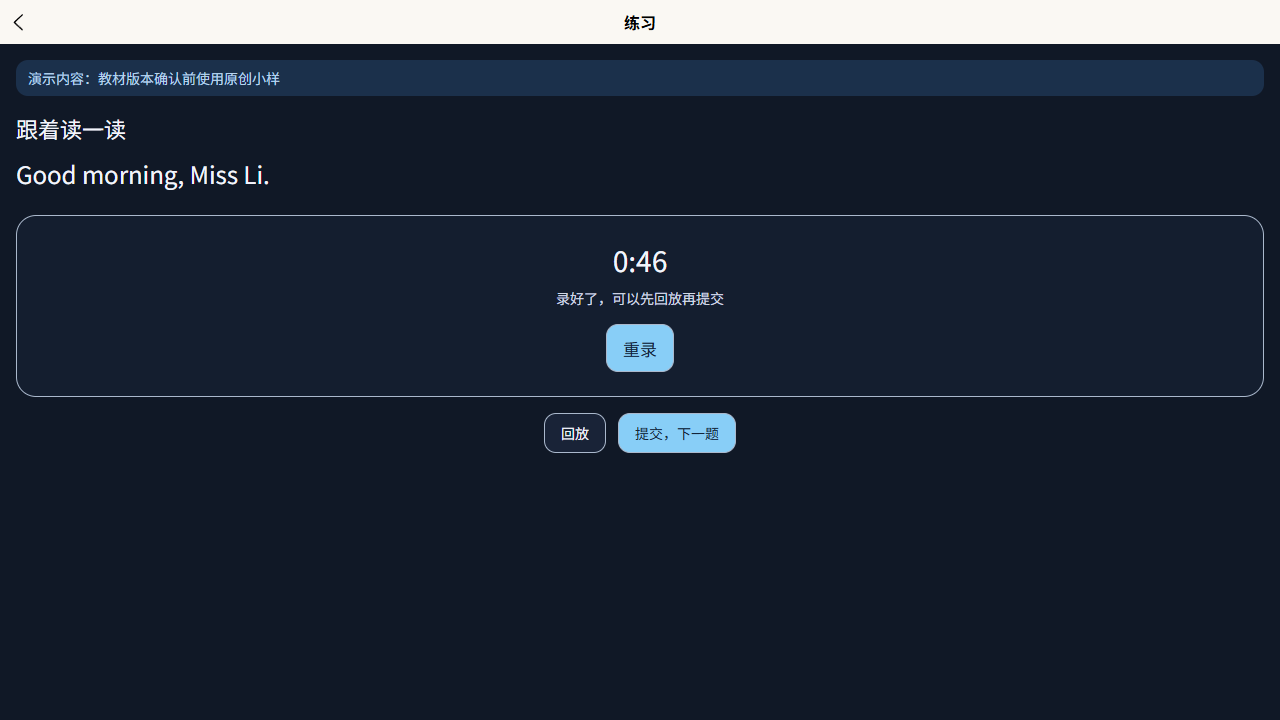 练习
演示内容：教材版本确认前使用原创小样
跟着读一读
Good morning, Miss Li.
0:46
录好了，可以先回放再提交
重录
回放
提交，下一题